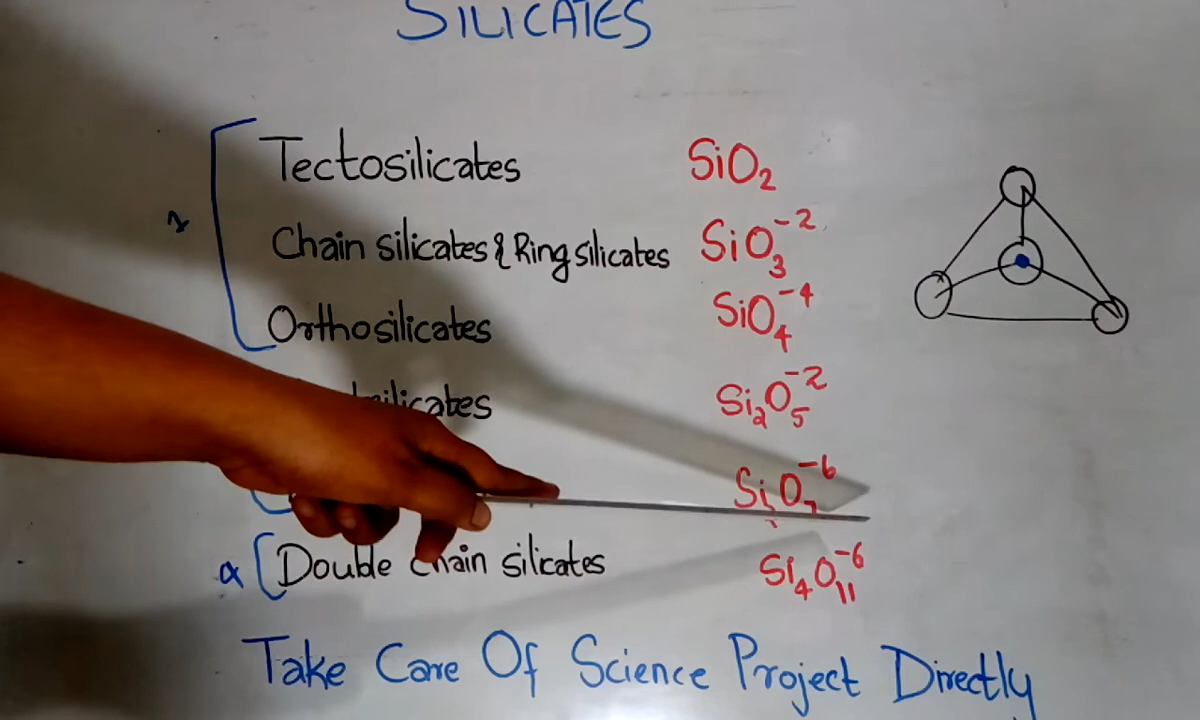 SILICATES
Tectosilicates SiO₂
Chain silicates & Ring silicates SiO₃⁻²
Orthosilicates SiO₄⁻⁴
Si₂O₅⁻²
⁻⁶
α Double chain silicates Si₄O₁₁⁻⁶
Take Care Of Science Project Directly